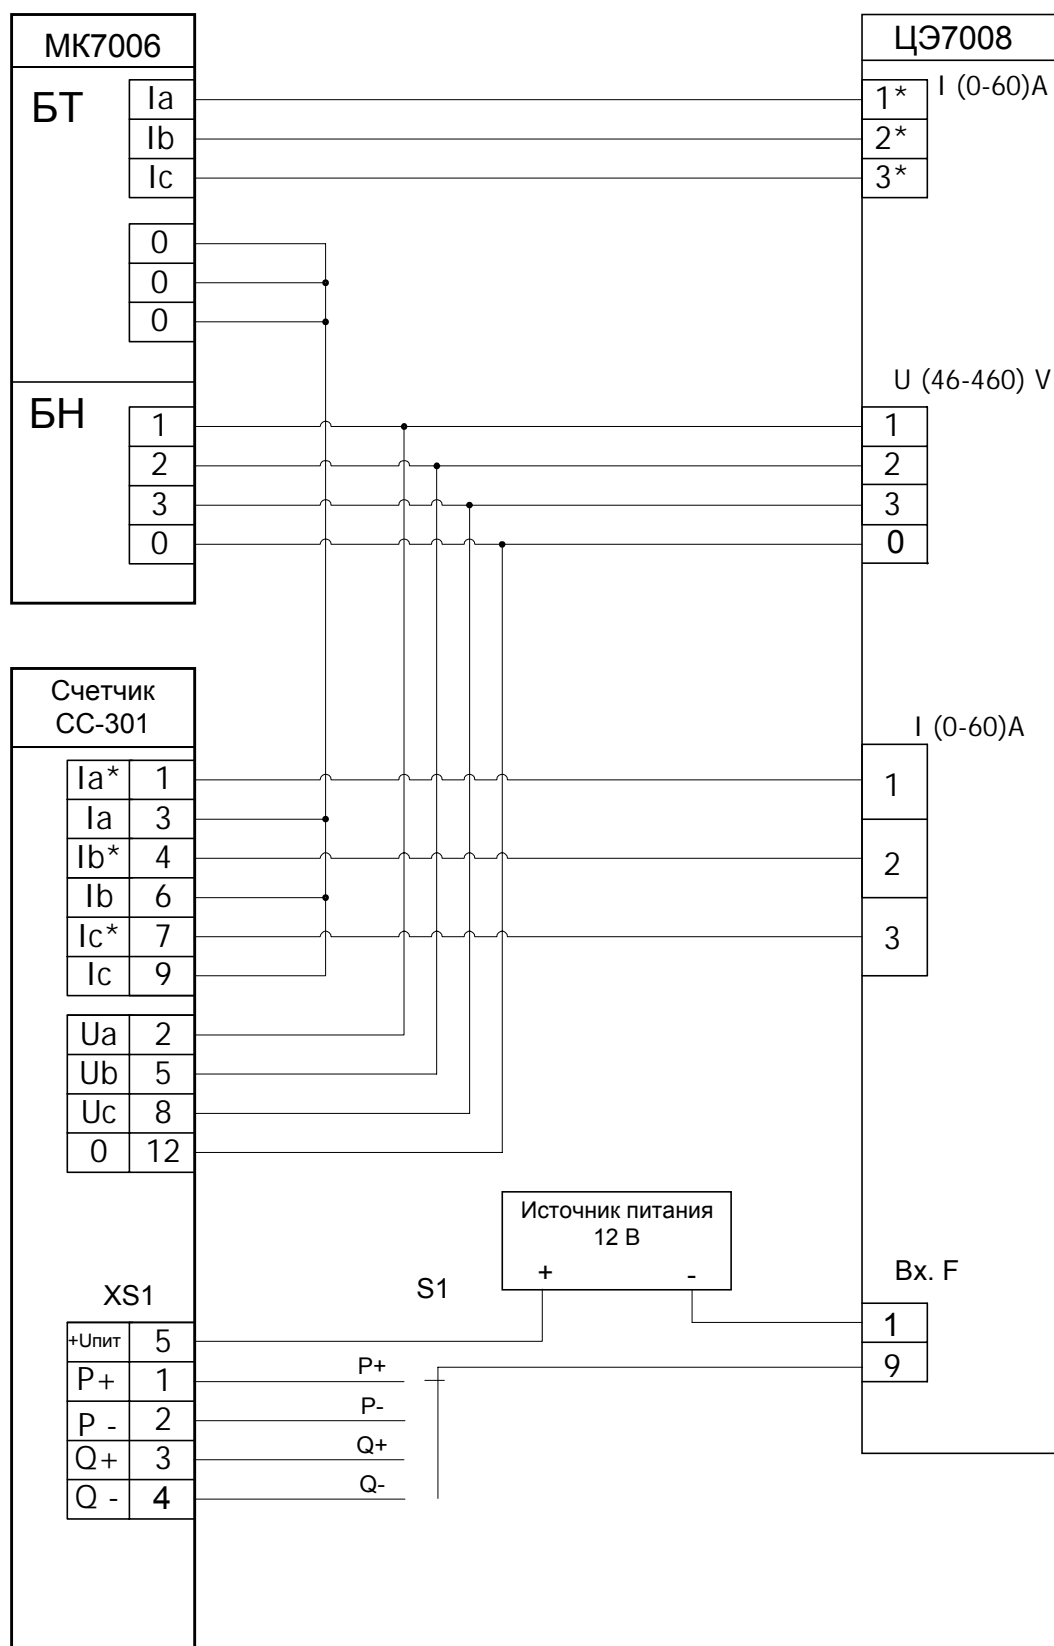 МК7006
БТ
Ia
Ib
Ic
0
0
0
БН
1
2
3
0
ЦЭ7008
I (0-60)A
1*
2*
3*
U (46-460) V
1
2
3
0
I (0-60)A
1
2
3
Счетчик
СС-301
Ia* 1
Ia 3
Ib* 4
Ib 6
Ic* 7
Ic 9
Ua 2
Ub 5
Uc 8
0 12
Источник питания
12 В
+ -
XS1
S1
+Uпит 5
P+ 1
P - 2
Q+ 3
Q - 4
P+
P-
Q+
Q-
Вх. F
1
9